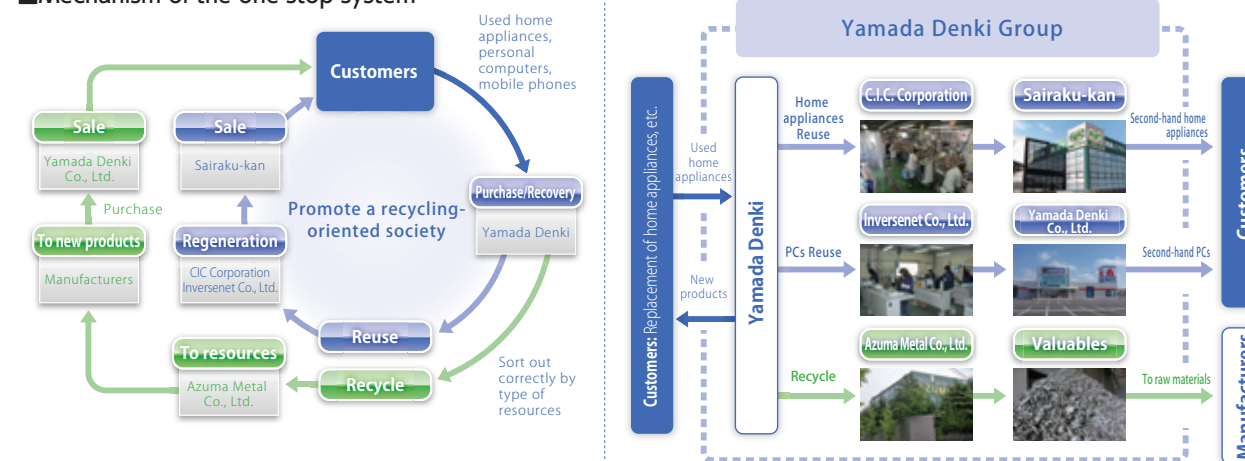 ■Mechanism of the one-stop system
Used home
appliances,
personal
computers,
mobile phones
Customers
Sale
Yamada Denki
Co., Ltd.
Sale
Sairaku-kan
Purchase
Promote a recycling-
oriented society
Purchase/Recovery
Yamada Denki
To new products
Manufacturers
Regeneration
CIC Corporation
Inversenet Co., Ltd.
Reuse
To resources
Azuma Metal
Co., Ltd.
Recycle
Sort out
correctly by
type of
resources
Yamada Denki Group
Customers: Replacement of home appliances, etc.
Used
home
appliances
New
products
Yamada Denki
Home
appliances
Reuse
C.I.C. Corporation
Sairaku-kan
Second-hand home
appliances
PCs Reuse
Inversenet Co., Ltd.
Yamada Denki
Co., Ltd.
Second-hand PCs
Recycle
Azuma Metal Co., Ltd.
Valuables
To raw materials
Customers
Manufacturers